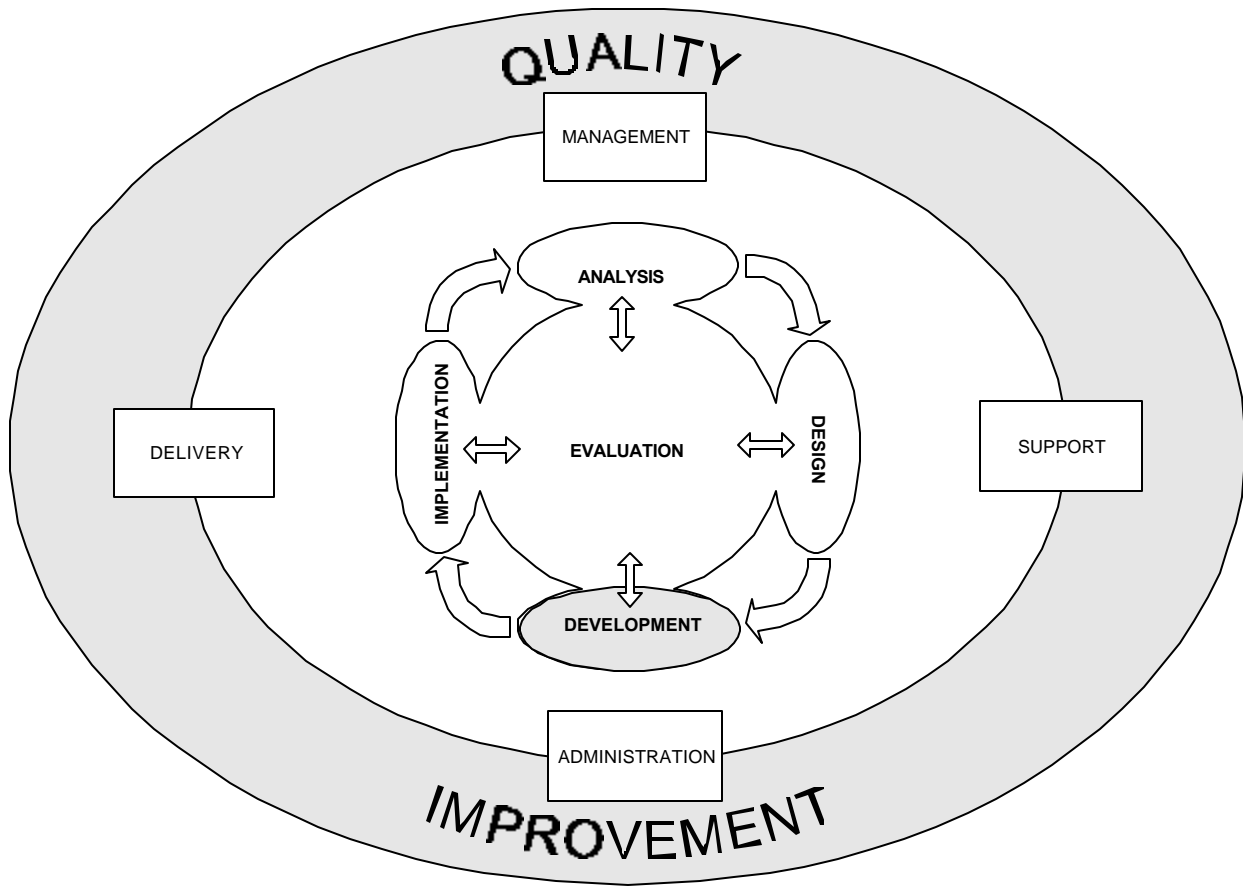 QUALITY
MANAGEMENT
ANALYSIS
IMPLEMENTATION
DESIGN
DELIVERY
EVALUATION
SUPPORT
DEVELOPMENT
ADMINISTRATION
IMPROVEMENT